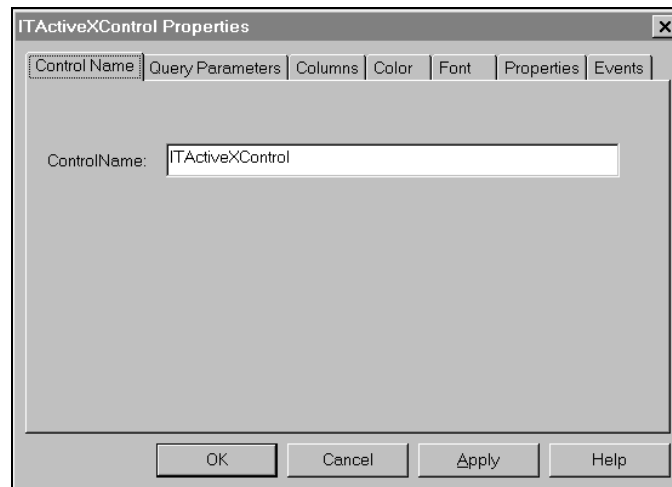 ITActiveXControl Properties
Control Name Query Parameters Columns Color Font Properties Events
ControlName: ITActiveXControl
OK Cancel Apply Help